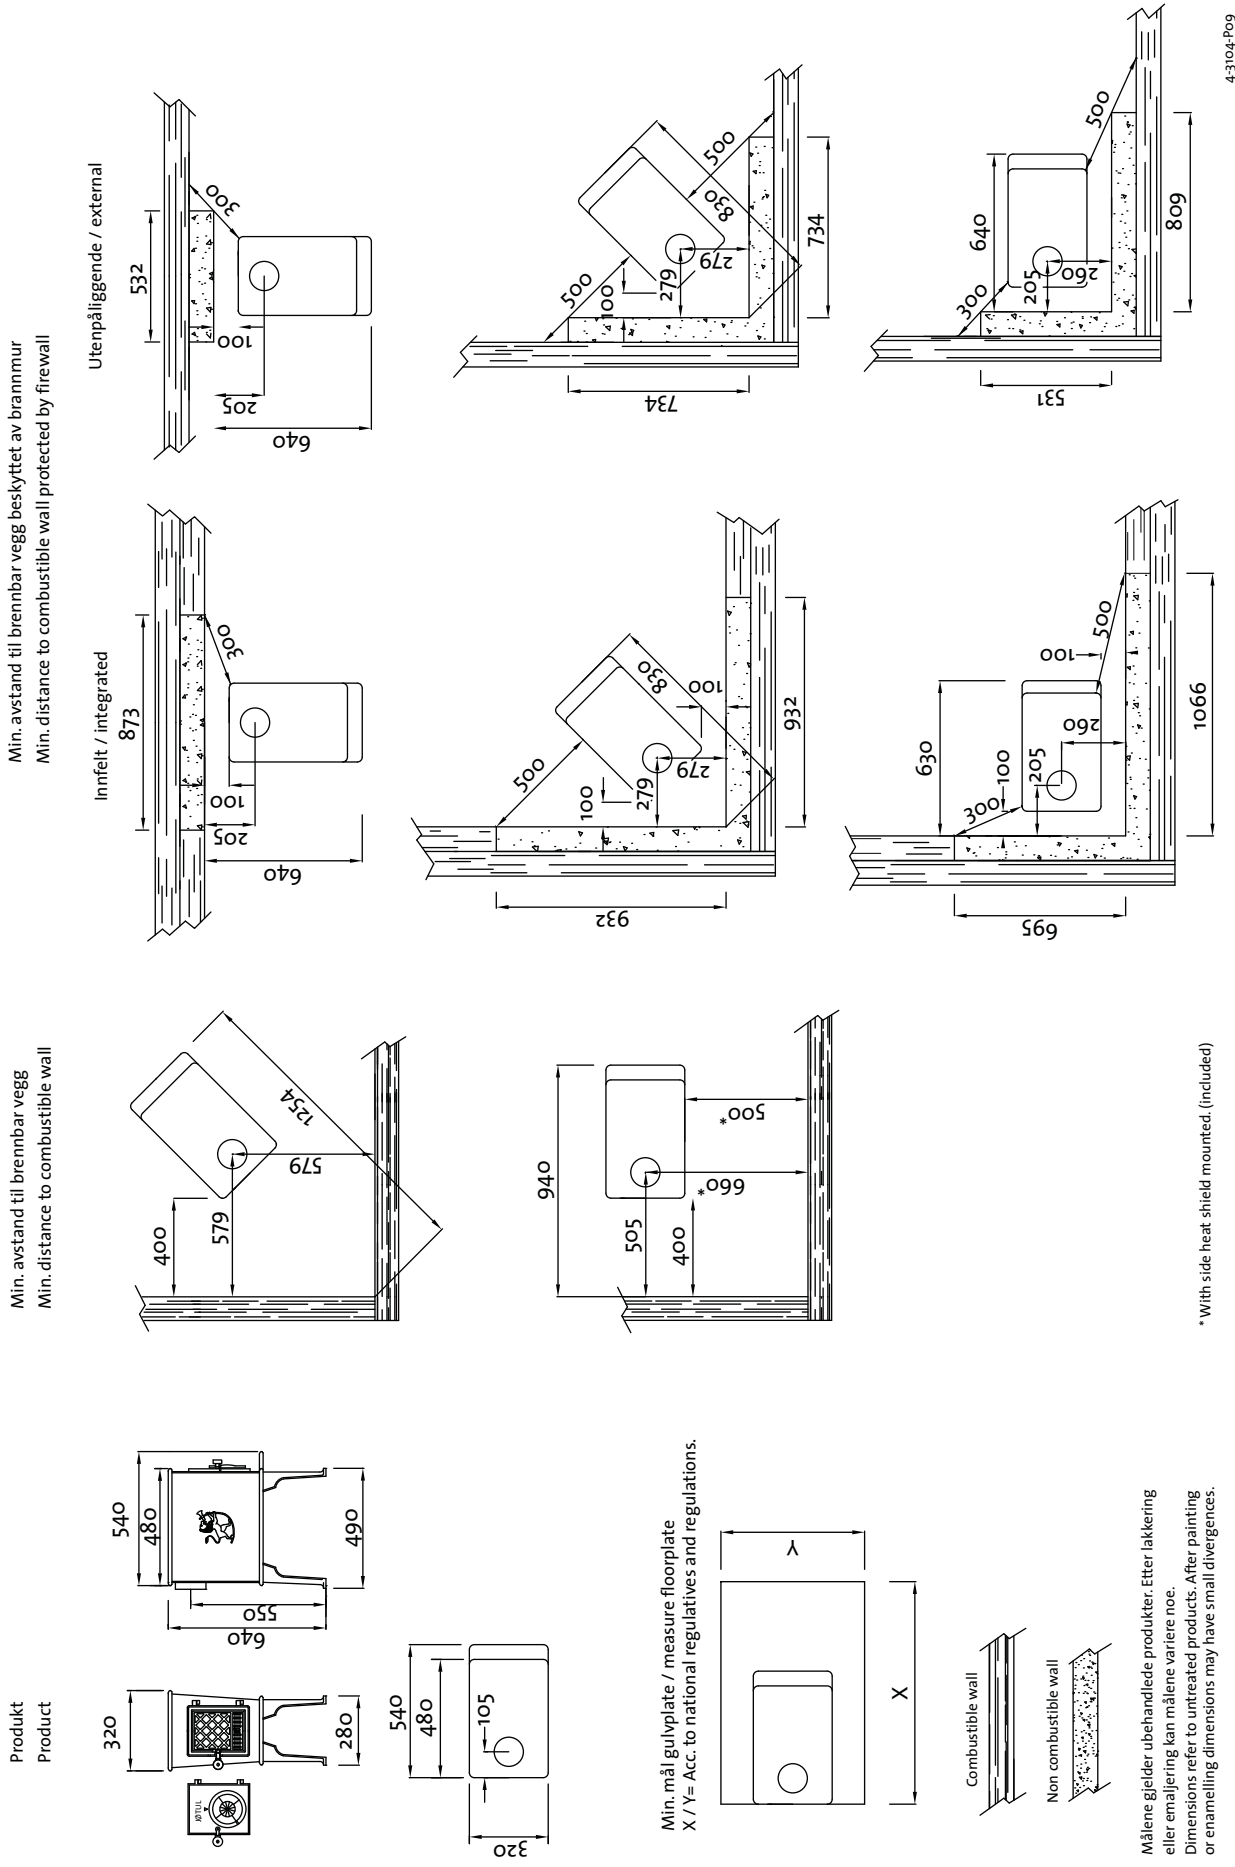 Produkt
Product
320
280
JØTUL
540
480
490
550
640
540
480
105
320
Min. mål gulvplate / measure floorplate
X / Y= Acc. to national regulatives and regulations.
Y
X
Combustible wall
Non combustible wall
Målene gjelder ubehandlede produkter. Etter lakkering
eller emaljering kan målene variere noe.
Dimensions refer to untreated products. After painting
or enamelling dimensions may have small divergences.
Min. avstand til brennbar vegg
Min. distance to combustible wall
400
579
579
1254
940
505
400
660*
500*
* With side heat shield mounted. (included)
Min. avstand til brennbar vegg beskyttet av brannmur
Min. distance to combustible wall protected by firewall
Innfelt / integrated
873
300
100
205
640
500
830
100
279
279
100
932
932
630
100
205
300
260
100
500
695
1066
Utenpåliggende / external
532
300
100
205
640
500
100
279
279
830
500
734
734
640
300
205
260
500
531
809
4-3104-P09